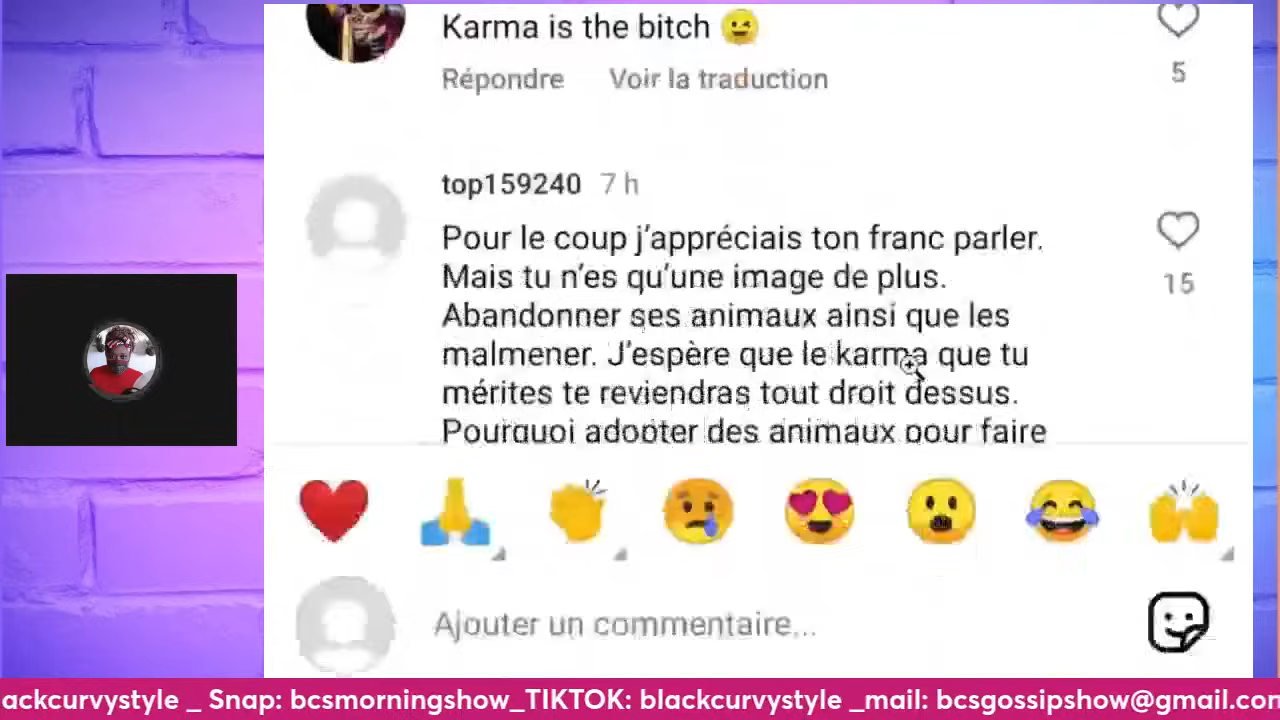 Karma is the bitch 😉
5
Répondre Voir la traduction
top159240 7 h
Pour le coup j'appréciais ton franc parler.
Mais tu n'es qu'une image de plus.
15
Abandonner ses animaux ainsi que les
malmener. J'espère que le karma que tu
mérites te reviendras tout droit dessus.
Pourquoi adopter des animaux pour faire
Ajouter un commentaire...
ackcurvystyle _ Snap: bcsmorningshow_TIKTOK: blackcurvystyle _mail: bcsgossipshow@gmail.com